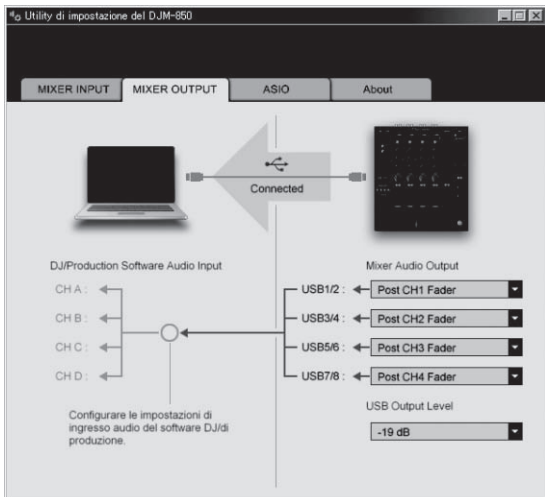 Utility di impostazione del DJM-850
MIXER INPUT
MIXER OUTPUT
ASIO
About
Connected
DJ/Production Software Audio Input
CH A :
CH B :
CH C :
CH D :
Configurare le impostazioni di
ingresso audio del software DJ/di
produzione.
Mixer Audio Output
USB1/2 : Post CH1 Fader
USB3/4 : Post CH2 Fader
USB5/6 : Post CH3 Fader
USB7/8 : Post CH4 Fader
USB Output Level
-19 dB